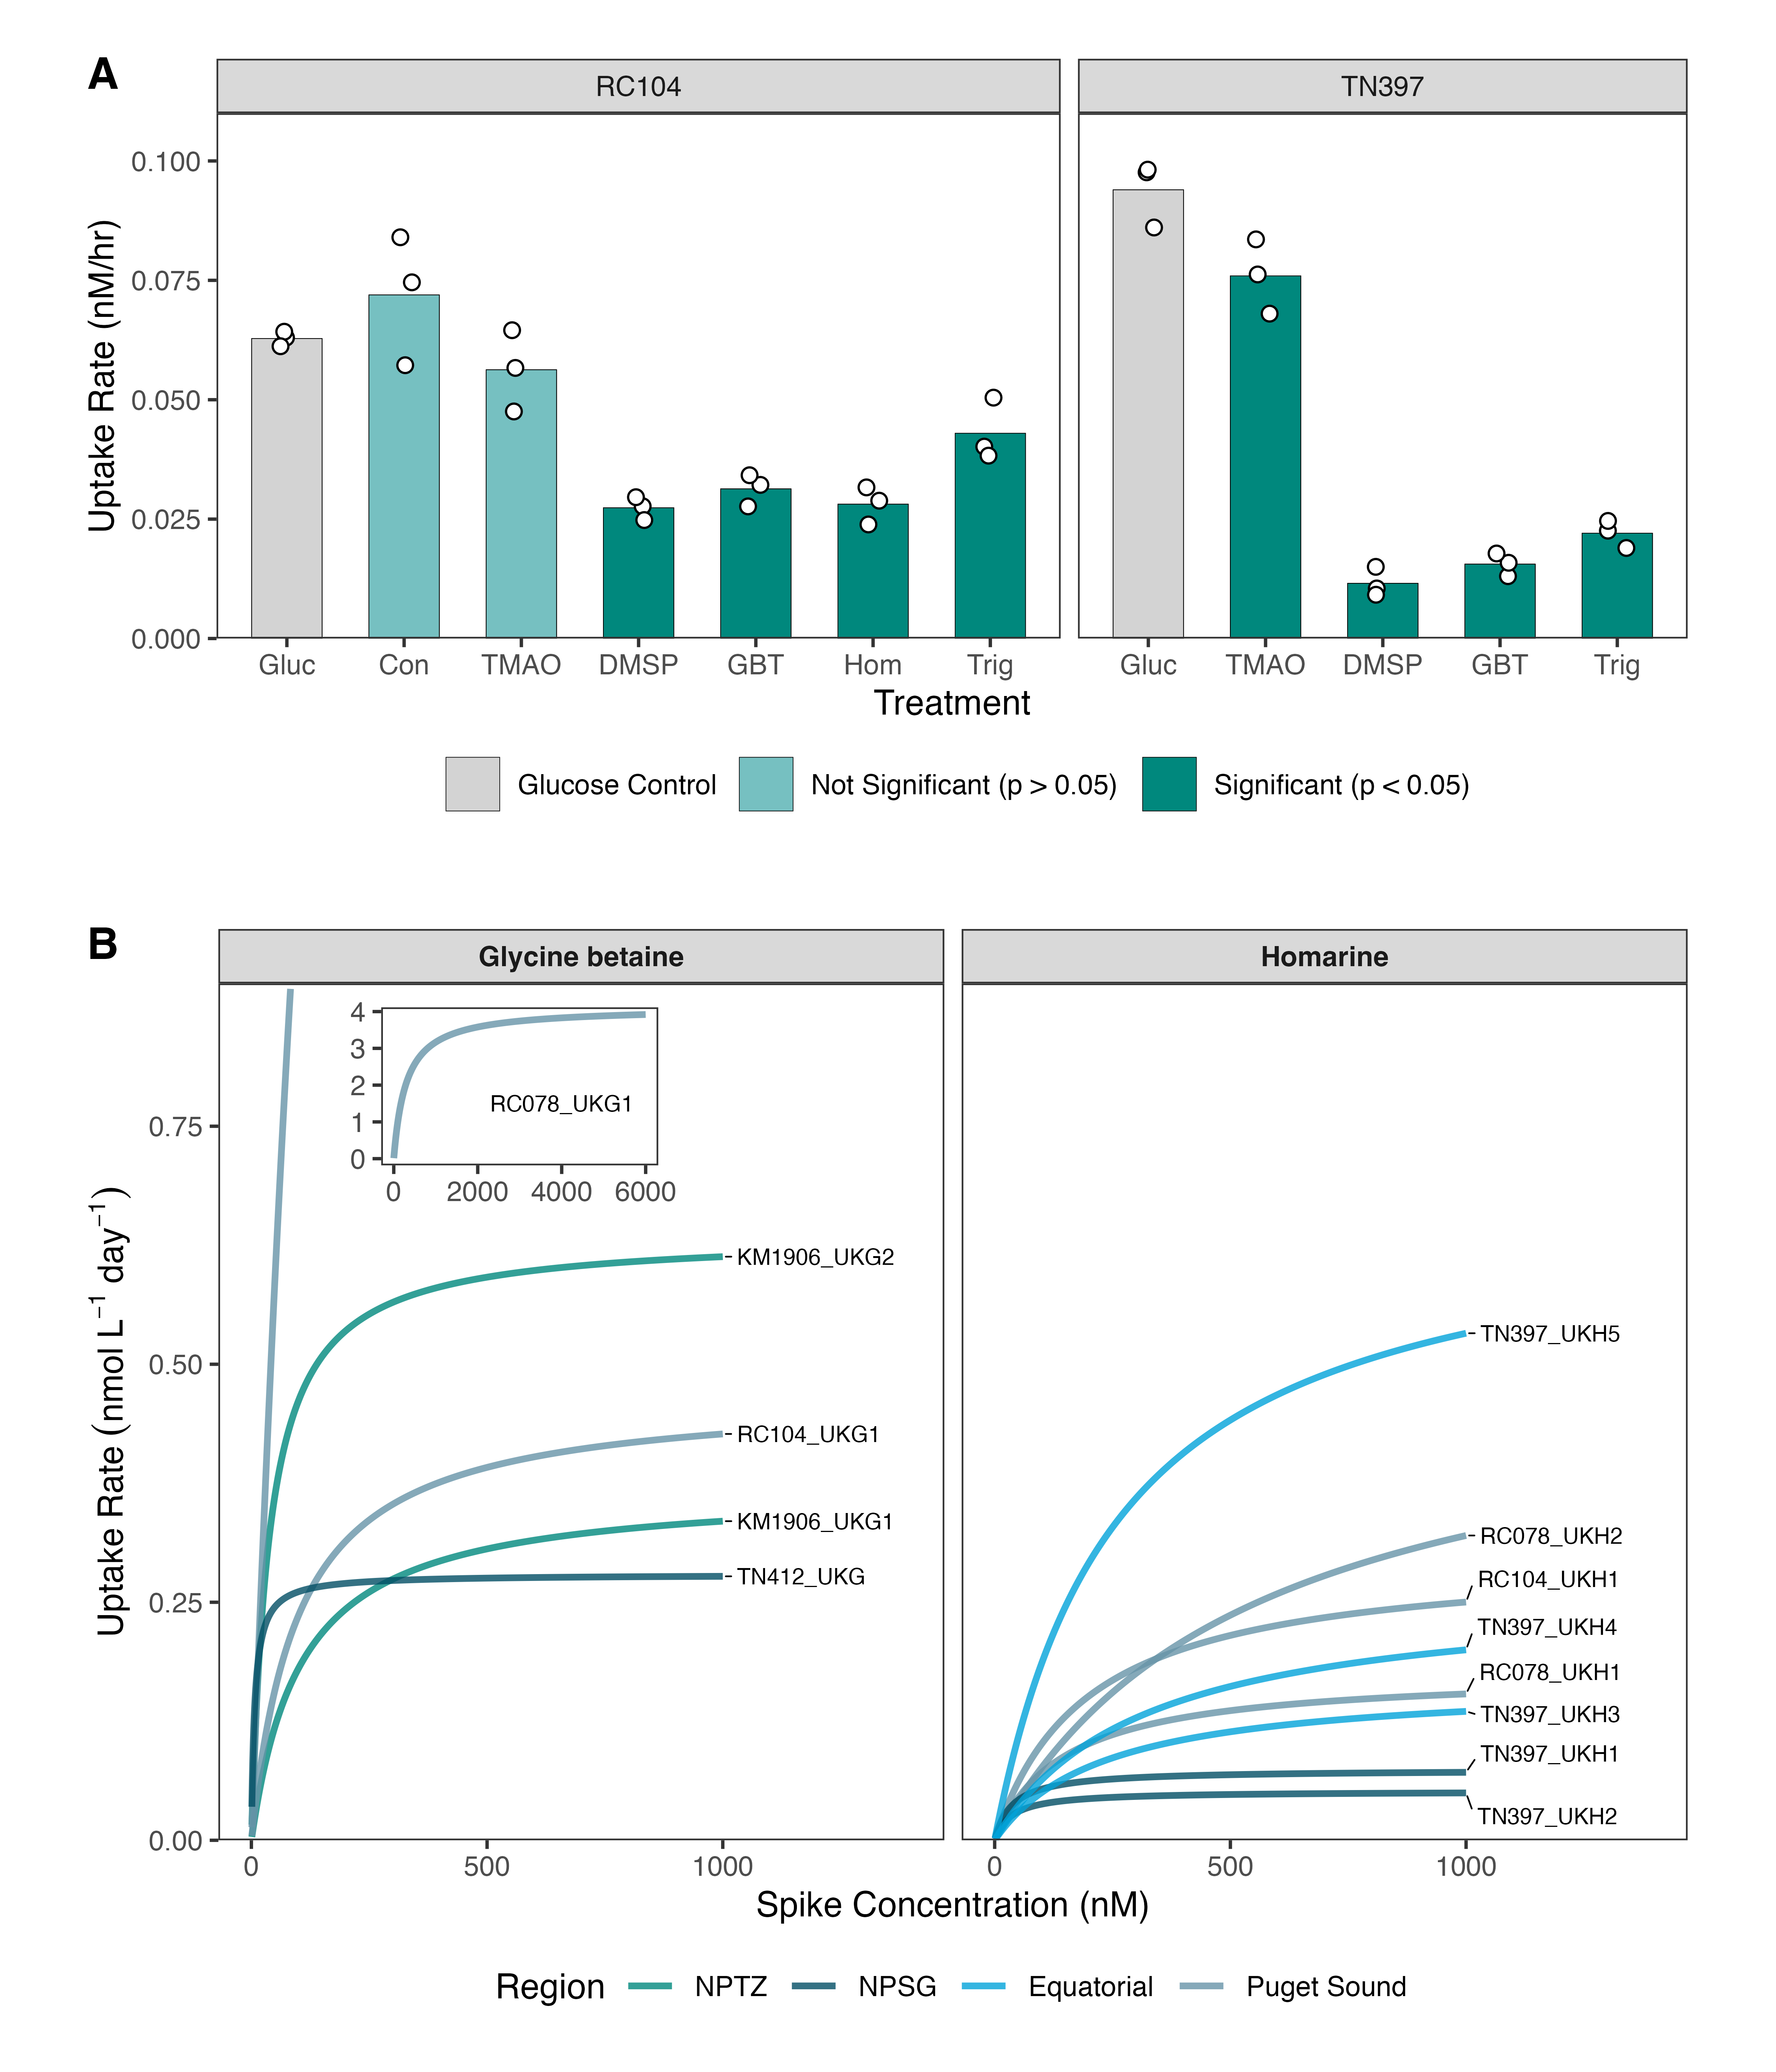 A
RC104
TN397
Uptake Rate (nM/hr)
0.100
0.075
0.050
0.025
0.000
Gluc Con TMAO DMSP GBT Hom Trig
Gluc TMAO DMSP GBT Trig
Treatment
Glucose Control Not Significant (p > 0.05) Significant (p < 0.05)
B
Glycine betaine
Homarine
Uptake Rate (nmol L⁻¹ day⁻¹)
0.75
0.50
0.25
0.00
4
3
2
1
0
RC078_UKG1
0 2000 4000 6000
KM1906_UKG2
RC104_UKG1
KM1906_UKG1
TN412_UKG
0 500 1000
TN397_UKH5
RC078_UKH2
RC104_UKH1
TN397_UKH4
RC078_UKH1
TN397_UKH3
TN397_UKH1
TN397_UKH2
0 500 1000
Spike Concentration (nM)
Region NPTZ NPSG Equatorial Puget Sound